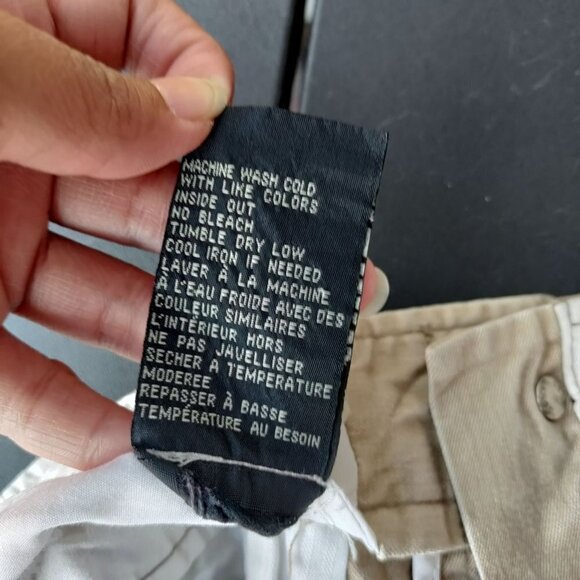 MACHINE WASH COLD
WITH LIKE COLORS
INSIDE OUT
NO BLEACH
TUMBLE DRY LOW
COOL IRON IF NEEDED
LAVER À LA MACHINE
À L'EAU FROIDE AVEC DES
COULEUR SIMILAIRES
L'INTÉRIEUR HORS
NE PAS JAVELLISER
SECHER À TEMPERATURE
MODEREE
REPASSER À BASSE
TEMPÉRATURE AU BESOIN